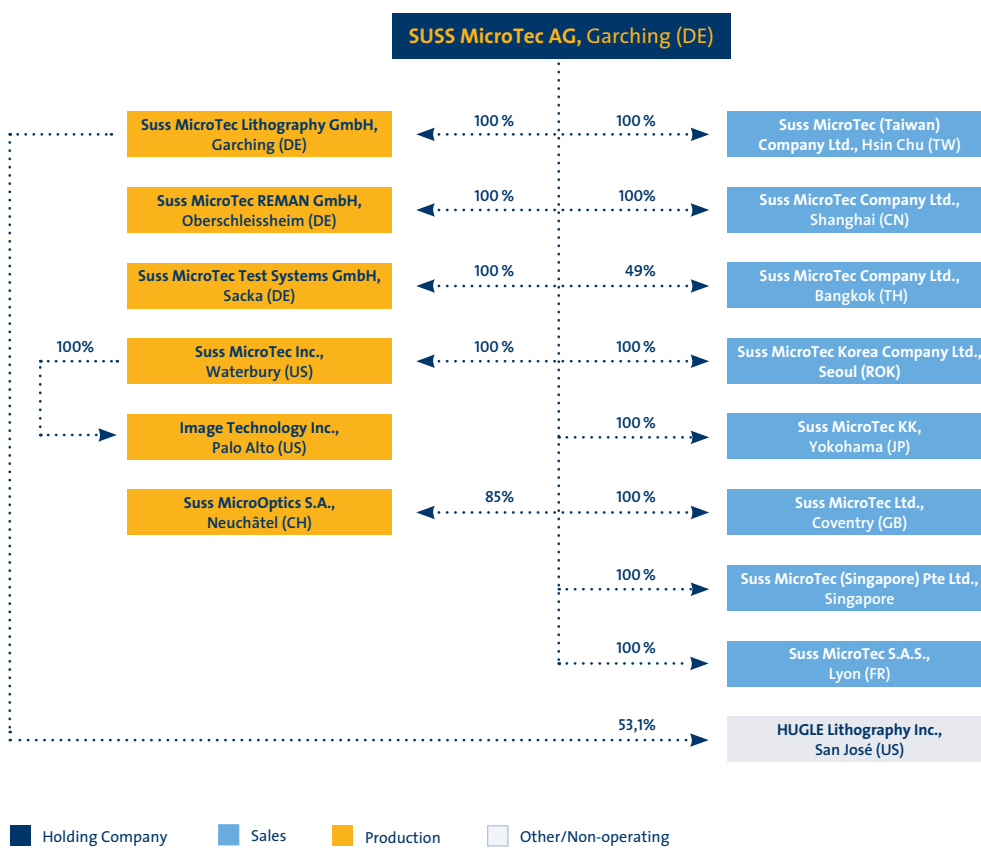 SUSS MicroTec AG, Garching (DE)
Suss MicroTec Lithography GmbH,
Garching (DE)
100 %
100 %
Suss MicroTec (Taiwan)
Company Ltd., Hsin Chu (TW)
Suss MicroTec REMAN GmbH,
Oberschleissheim (DE)
100 %
100%
Suss MicroTec Company Ltd.,
Shanghai (CN)
Suss MicroTec Test Systems GmbH,
Sacka (DE)
100 %
49%
Suss MicroTec Company Ltd.,
Bangkok (TH)
100%
Suss MicroTec Inc.,
Waterbury (US)
100 %
100 %
Suss MicroTec Korea Company Ltd.,
Seoul (ROK)
Image Technology Inc.,
Palo Alto (US)
100 %
Suss MicroTec KK,
Yokohama (JP)
Suss MicroOptics S.A.,
Neuchâtel (CH)
85%
100 %
Suss MicroTec Ltd.,
Coventry (GB)
100 %
Suss MicroTec (Singapore) Pte Ltd.,
Singapore
100 %
Suss MicroTec S.A.S.,
Lyon (FR)
53,1%
HUGLE Lithography Inc.,
San José (US)
Holding Company
Sales
Production
Other/Non-operating